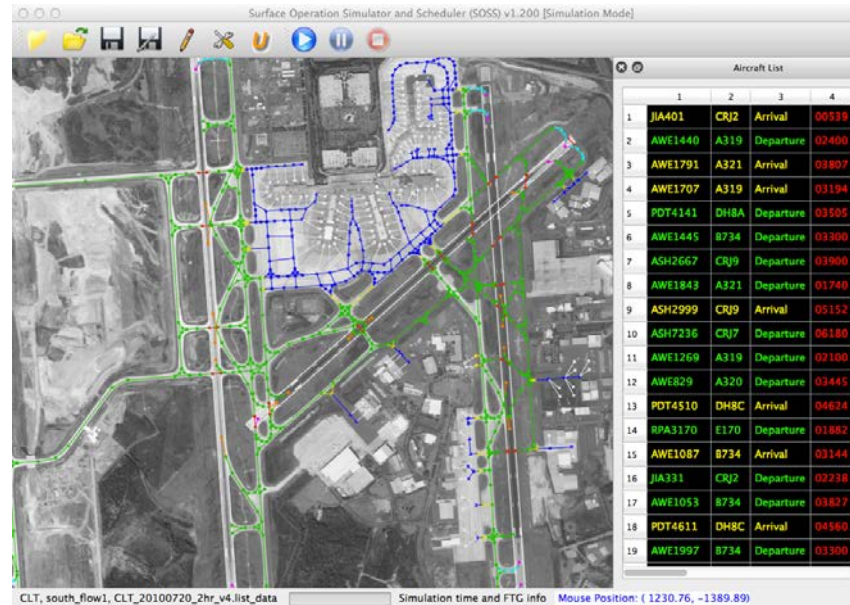 Surface Operation Simulator and Scheduler (SOSS) v1.200 [Simulation Mode]
Aircraft List
1 2 3 4
1 JIA401 CRJ2 Arrival 00539
2 AWE1440 A319 Departure 02400
3 AWE1791 A321 Arrival 03807
4 AWE1707 A319 Arrival 03194
5 PDT4141 DH8A Departure 03505
6 AWE1445 B734 Departure 03300
7 ASH2667 CRJ9 Departure 03900
8 AWE1843 A321 Departure 01740
9 ASH2999 CRJ9 Arrival 05152
10 ASH7236 CRJ7 Departure 06180
11 AWE1269 A319 Departure 02100
12 AWE829 A320 Departure 03445
13 PDT4510 DH8C Arrival 04624
14 RPA3170 E170 Departure 01882
15 AWE1087 B734 Arrival 03144
16 JIA331 CRJ2 Departure 02238
17 AWE1053 B734 Departure 03827
18 PDT4611 DH8C Arrival 04560
19 AWE1997 B734 Departure 03300
CLT, south_flow1, CLT_20100720_2hr_v4.list_data Simulation time and FTG info Mouse Position: ( 1230.76, -1389.89)